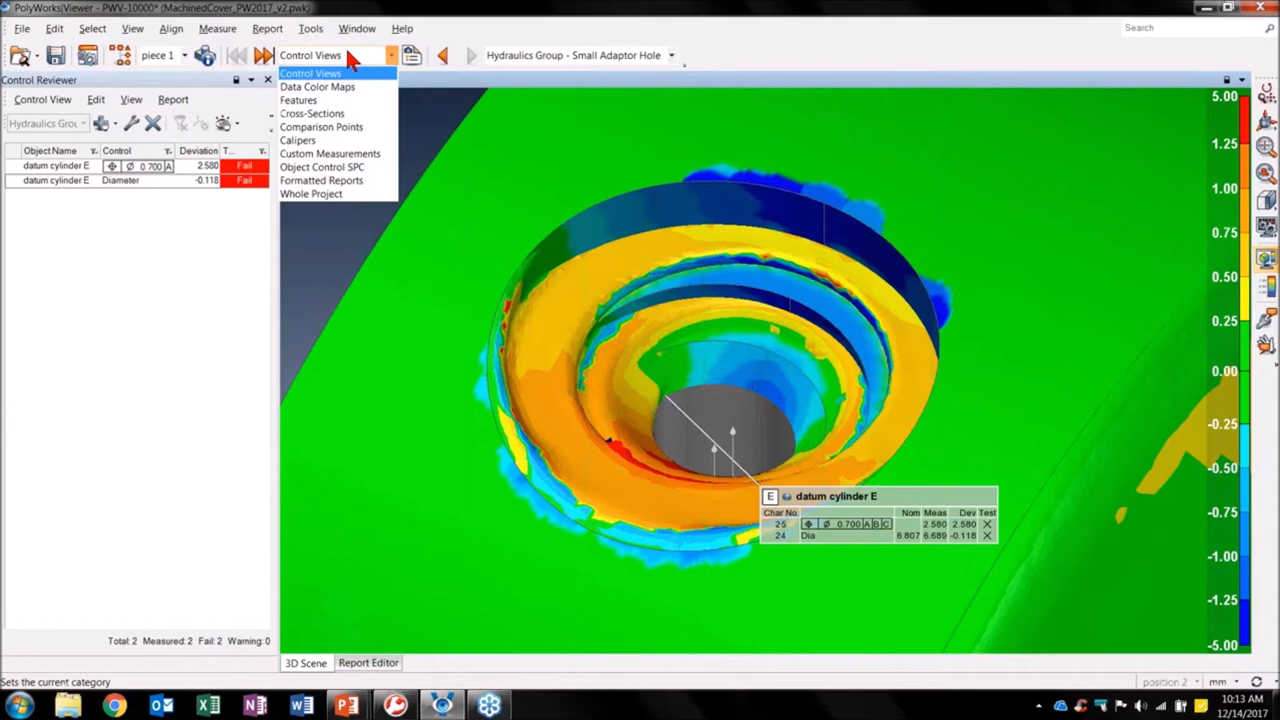 PolyWorks|Viewer - PWV-10000* (MachinedCover_PW2017_v2.pwk)
File Edit Select View Align Measure Report Tools Window Help
Search
piece 1 Control Views Hydraulics Group - Small Adaptor Hole
Control Reviewer
Control Views
Data Color Maps
Features
Cross-Sections
Comparison Points
Calipers
Custom Measurements
Object Control SPC
Formatted Reports
Whole Project
Control View Edit View Report
Hydraulics Grou
Object Name Control Deviation T...
datum cylinder E ⌖ Ø 0.700 A 2.580 Fail
datum cylinder E Diameter -0.118 Fail
5.00
1.25
1.00
0.75
0.50
0.25
0.00
-0.25
-0.50
-0.75
-1.00
-1.25
-5.00
E datum cylinder E
Char No. Nom Meas Dev Test
25 ⌖ Ø 0.700 A B C 2.580 2.580 X
24 Dia 6.807 6.689 -0.118 X
Total: 2 Measured: 2 Fail: 2 Warning: 0
3D Scene Report Editor
Sets the current category
position 2 mm
10:13 AM
12/14/2017